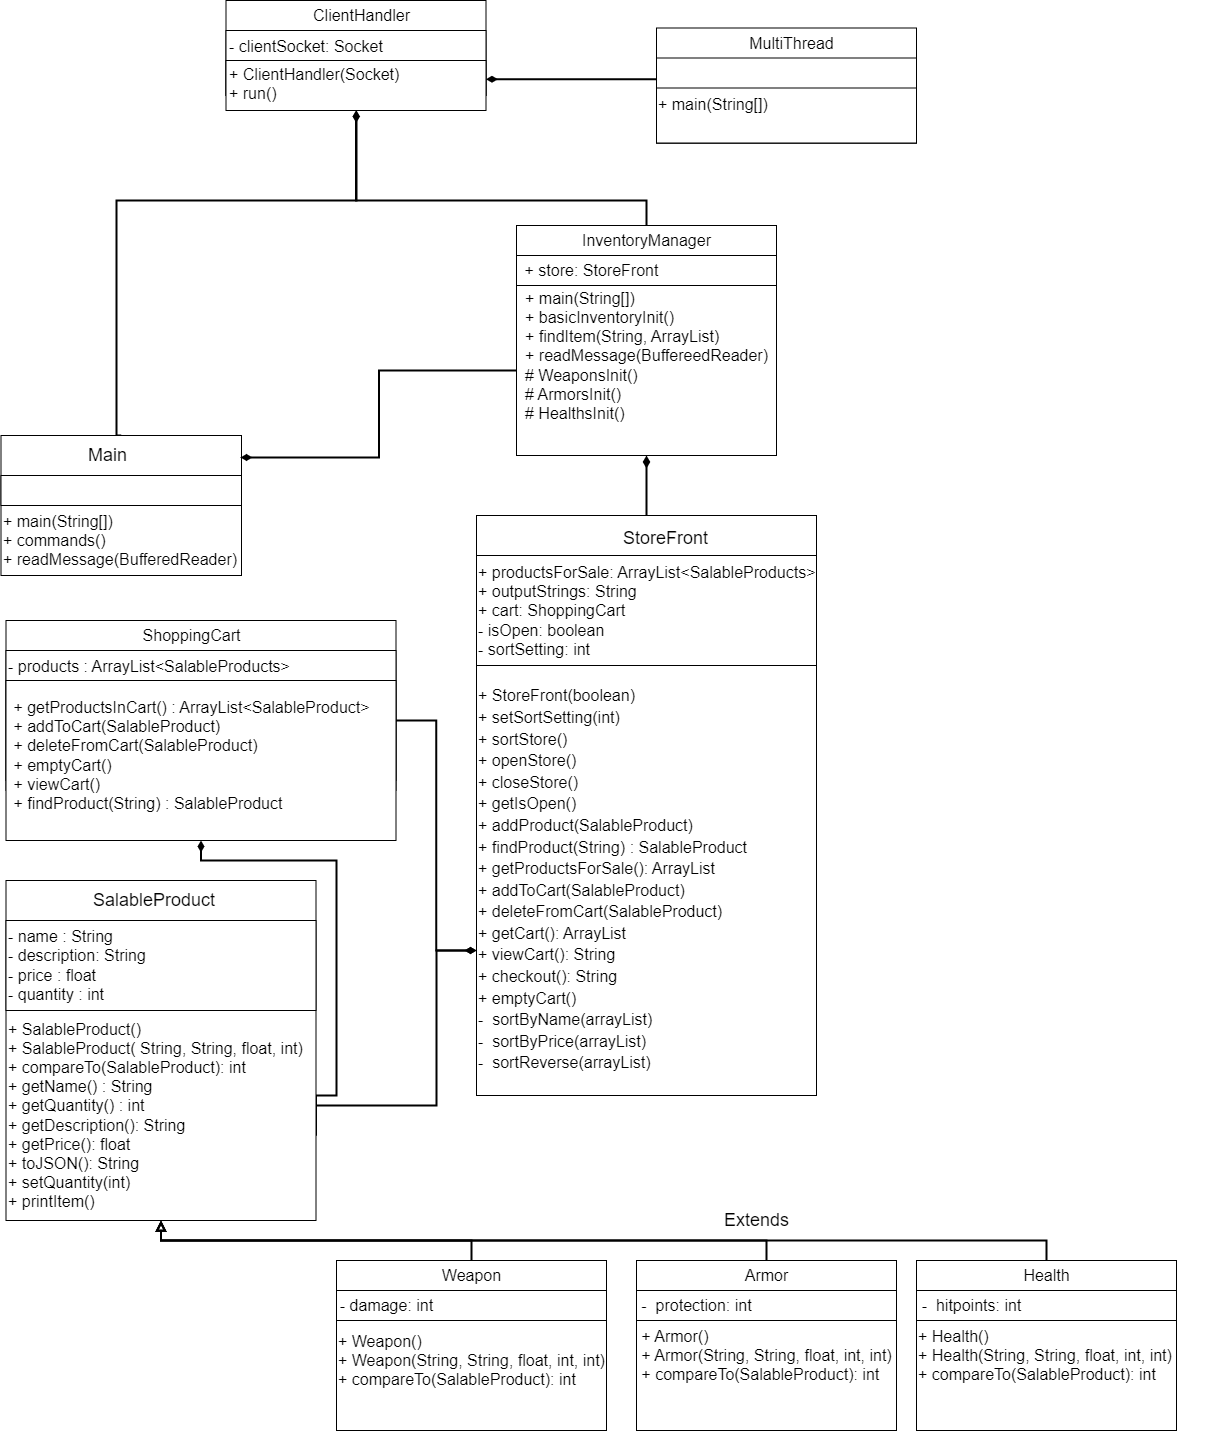 ClientHandler
- clientSocket: Socket
+ ClientHandler(Socket)
+ run()
MultiThread
+ main(String[])
InventoryManager
+ store: StoreFront
+ main(String[])
+ basicInventoryInit()
+ findItem(String, ArrayList)
+ readMessage(BuffereedReader)
# WeaponsInit()
# ArmorsInit()
# HealthsInit()
Main
+ main(String[])
+ commands()
+ readMessage(BufferedReader)
StoreFront
+ productsForSale: ArrayList<SalableProducts>
+ outputStrings: String
+ cart: ShoppingCart
- isOpen: boolean
- sortSetting: int
+ StoreFront(boolean)
+ setSortSetting(int)
+ sortStore()
+ openStore()
+ closeStore()
+ getIsOpen()
+ addProduct(SalableProduct)
+ findProduct(String) : SalableProduct
+ getProductsForSale(): ArrayList
+ addToCart(SalableProduct)
+ deleteFromCart(SalableProduct)
+ getCart(): ArrayList
+ viewCart(): String
+ checkout(): String
+ emptyCart()
- sortByName(arrayList)
- sortByPrice(arrayList)
- sortReverse(arrayList)
ShoppingCart
- products : ArrayList<SalableProducts>
+ getProductsInCart() : ArrayList<SalableProduct>
+ addToCart(SalableProduct)
+ deleteFromCart(SalableProduct)
+ emptyCart()
+ viewCart()
+ findProduct(String) : SalableProduct
SalableProduct
- name : String
- description: String
- price : float
- quantity : int
+ SalableProduct()
+ SalableProduct( String, String, float, int)
+ compareTo(SalableProduct): int
+ getName() : String
+ getQuantity() : int
+ getDescription(): String
+ getPrice(): float
+ toJSON(): String
+ setQuantity(int)
+ printItem()
Extends
Weapon
- damage: int
+ Weapon()
+ Weapon(String, String, float, int, int)
+ compareTo(SalableProduct): int
Armor
- protection: int
+ Armor()
+ Armor(String, String, float, int, int)
+ compareTo(SalableProduct): int
Health
- hitpoints: int
+ Health()
+ Health(String, String, float, int, int)
+ compareTo(SalableProduct): int